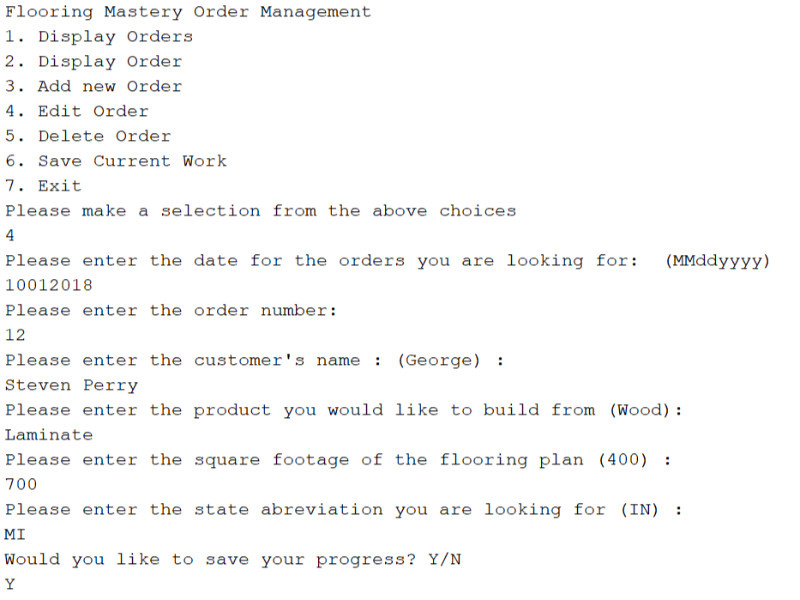 Flooring Mastery Order Management
1. Display Orders
2. Display Order
3. Add new Order
4. Edit Order
5. Delete Order
6. Save Current Work
7. Exit
Please make a selection from the above choices
4
Please enter the date for the orders you are looking for:  (MMddyyyy)
10012018
Please enter the order number:
12
Please enter the customer's name : (George) :
Steven Perry
Please enter the product you would like to build from (Wood):
Laminate
Please enter the square footage of the flooring plan (400) :
700
Please enter the state abreviation you are looking for (IN) :
MI
Would you like to save your progress? Y/N
Y